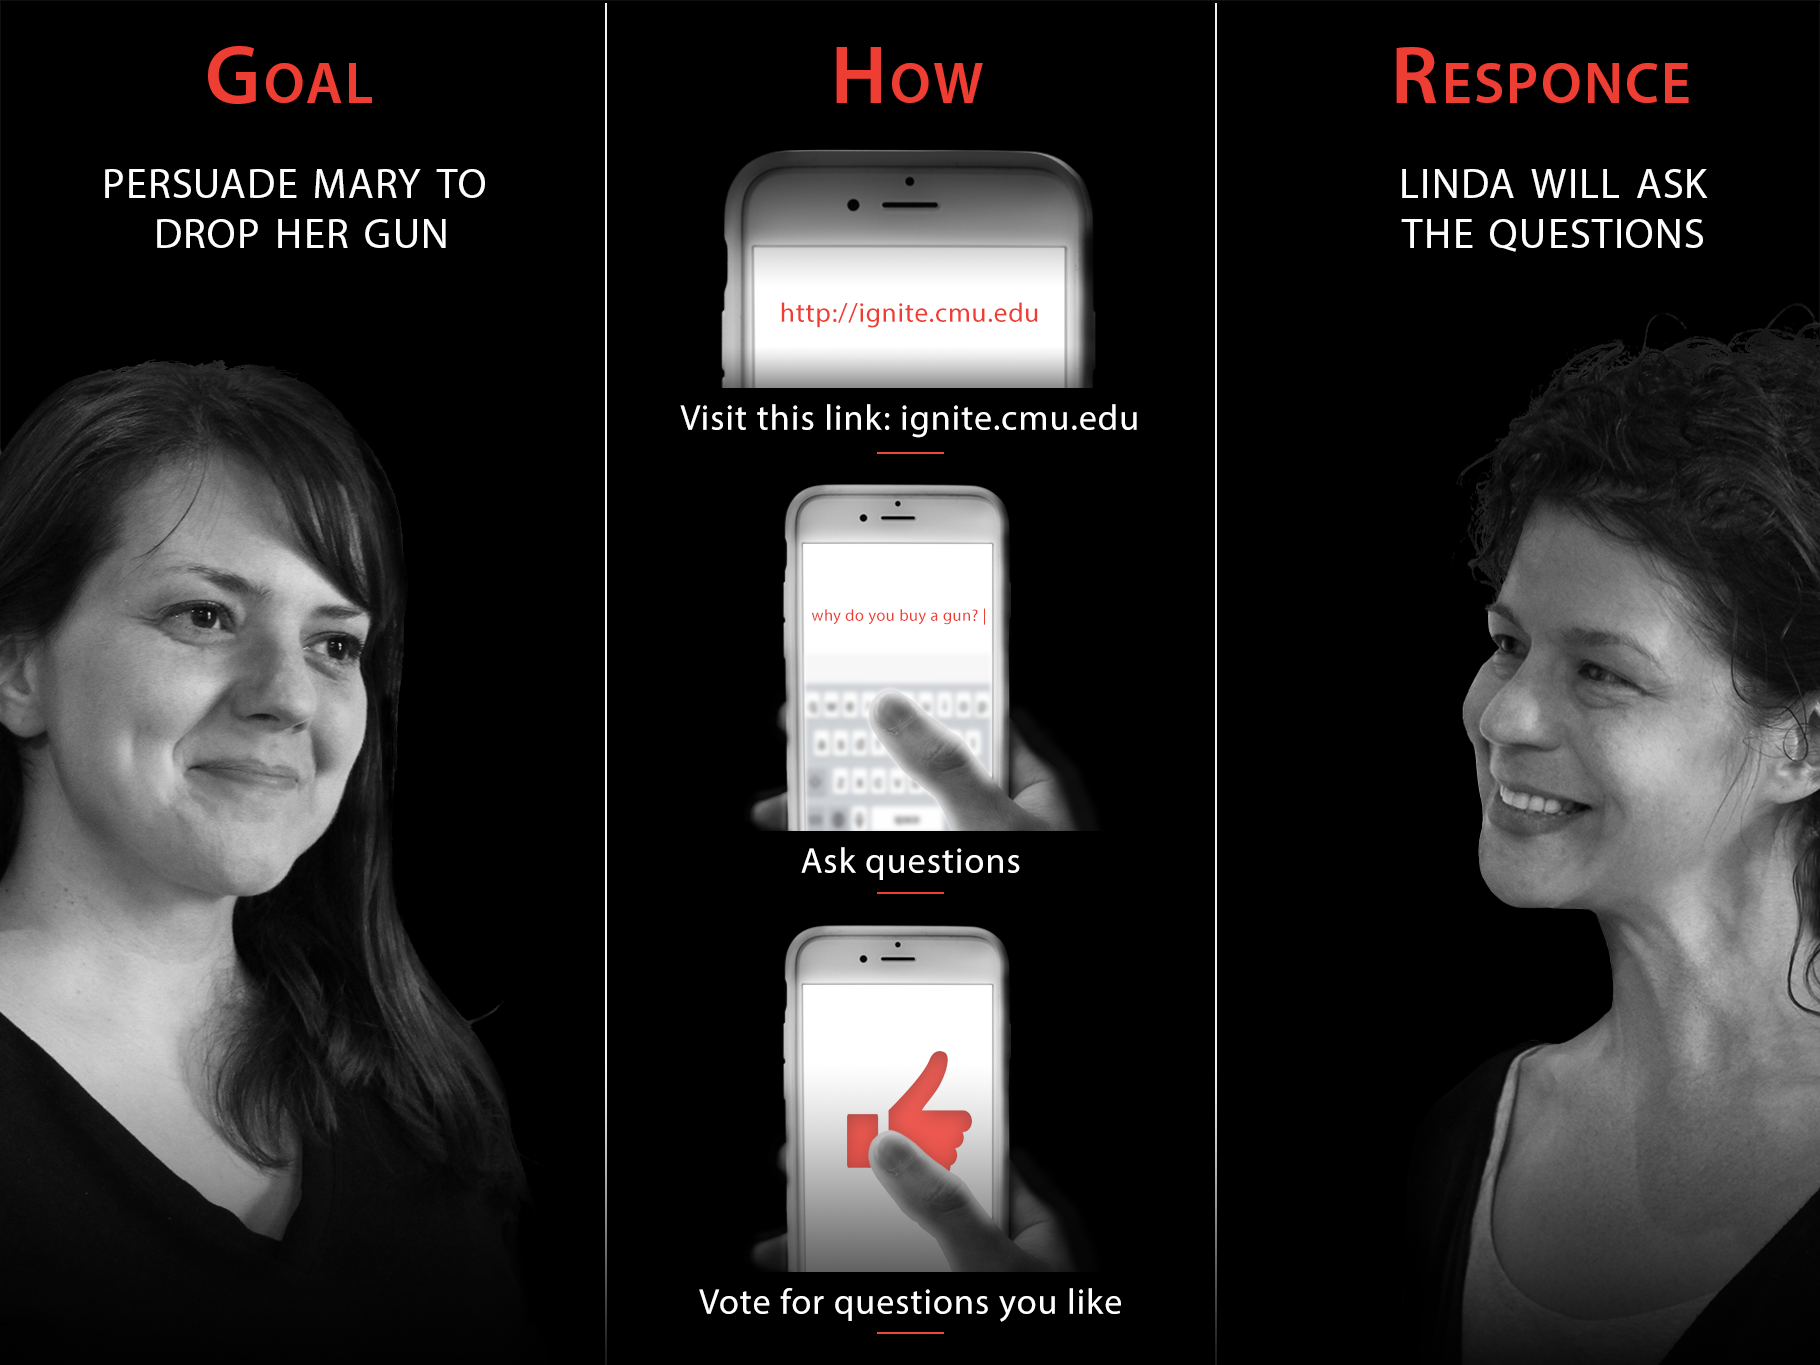 GOAL
PERSUADE MARY TO
DROP HER GUN
HOW
http://ignite.cmu.edu
Visit this link: ignite.cmu.edu
why do you buy a gun? |
Ask questions
Vote for questions you like
RESPONCE
LINDA WILL ASK
THE QUESTIONS